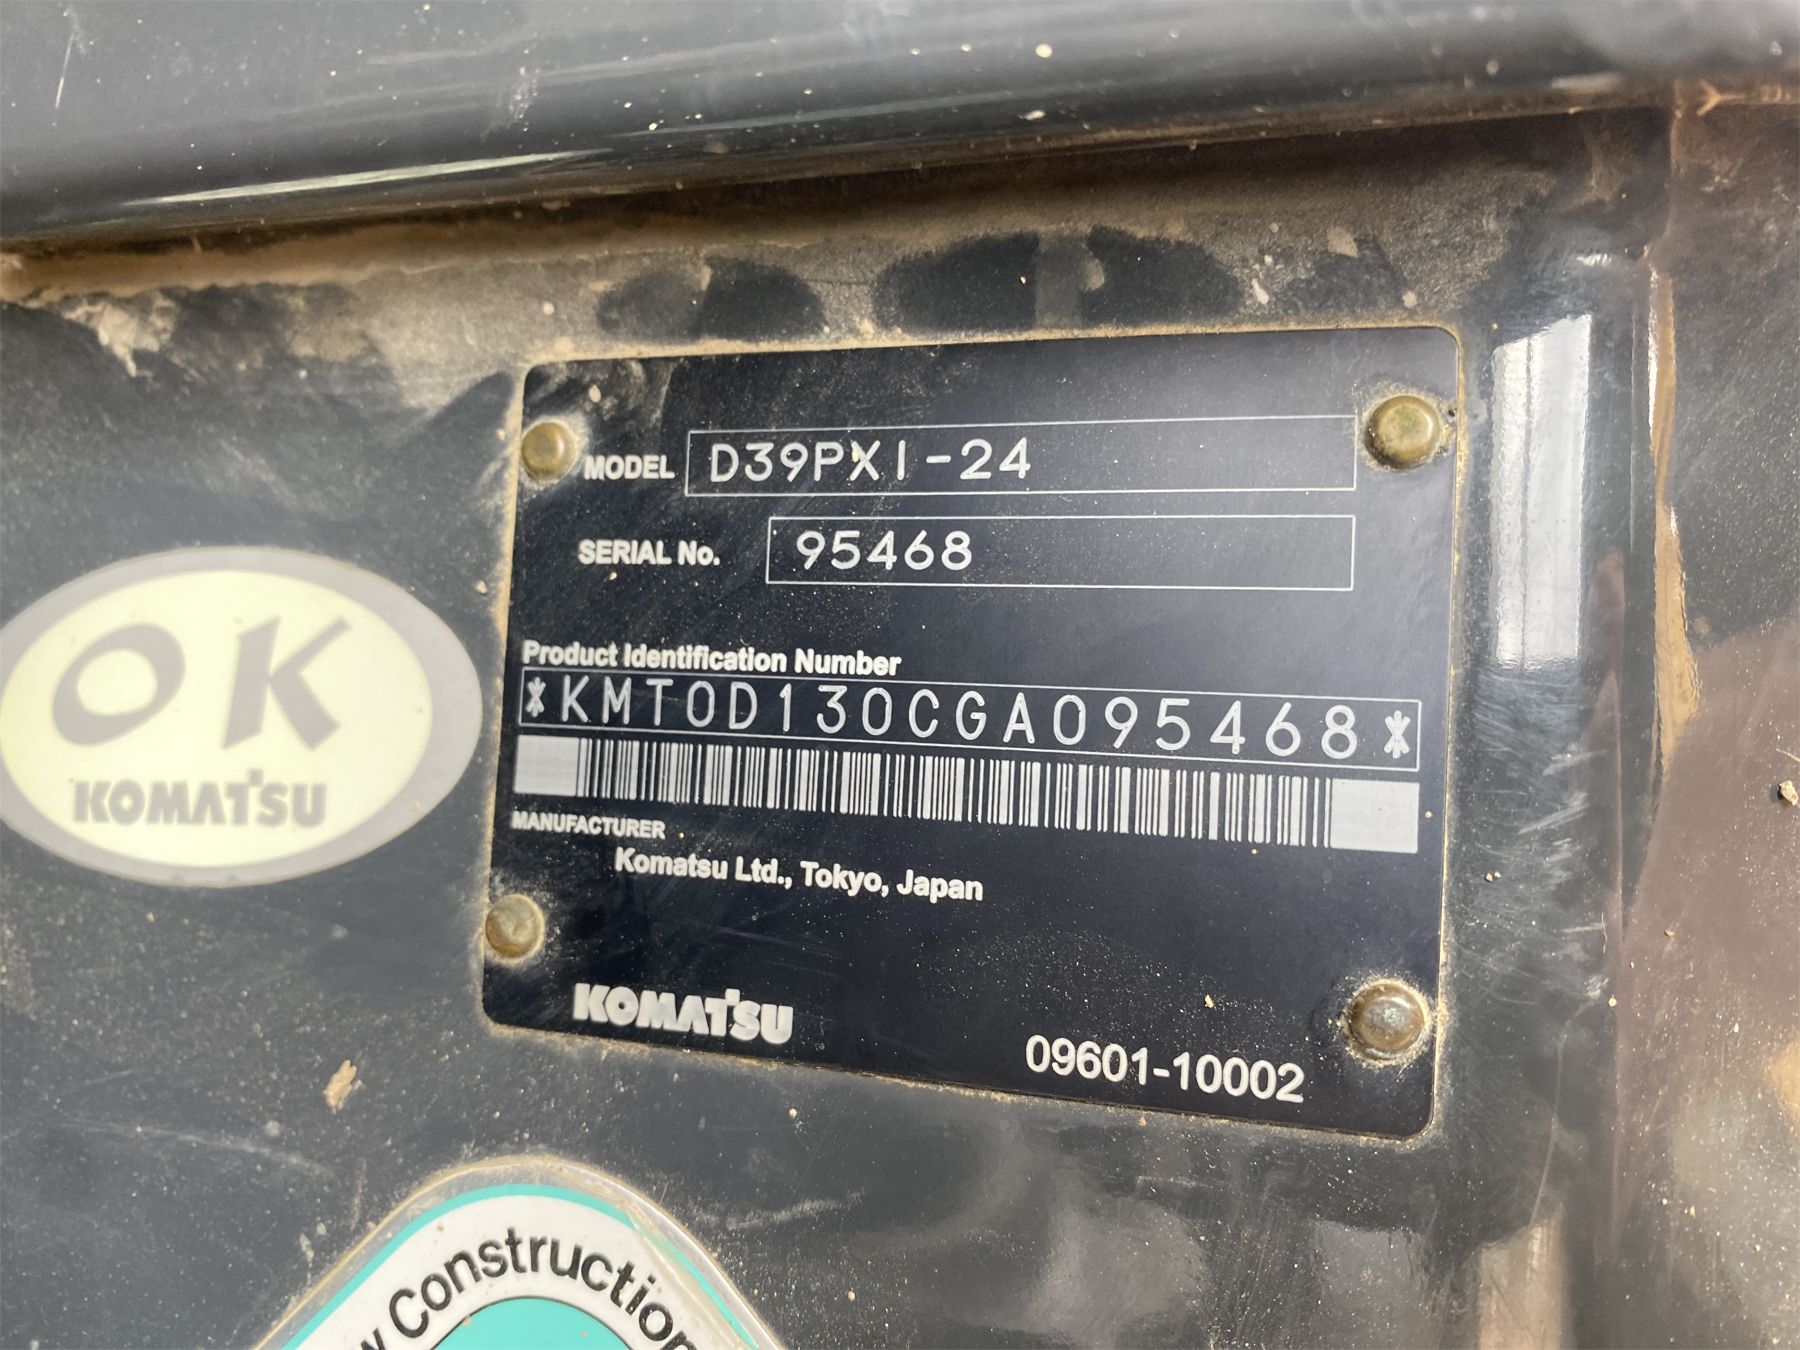 MODEL D39PXI-24
SERIAL No. 95468
Product Identification Number
*KMT0D130CGA095468*
MANUFACTURER
Komatsu Ltd., Tokyo, Japan
KOMATSU
09601-10002
OK
KOMATSU
Construction